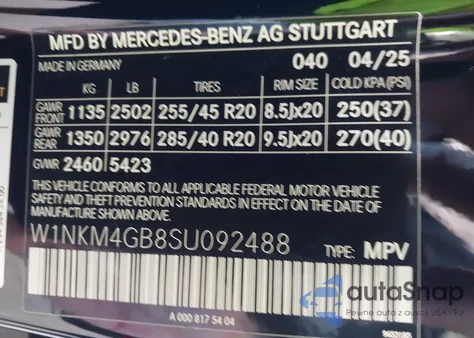 MFD BY MERCEDES-BENZ AG STUTTGART
MADE IN GERMANY 040 04/25
KG LB TIRES RIM SIZE COLD KPA(PSI)
GAWR FRONT 1135 2502 255/45 R20 8.5Jx20 250(37)
GAWR REAR 1350 2976 285/40 R20 9.5Jx20 270(40)
GVWR 2460 5423
THIS VEHICLE CONFORMS TO ALL APPLICABLE FEDERAL MOTOR VEHICLE
SAFETY AND THEFT PREVENTION STANDARDS IN EFFECT ON THE DATE
OF MANUFACTURE SHOWN ABOVE.
W1NKM4GB8SU092488 TYPE: MPV
autoSnap
Pewne auta z aukcji USA i
A 000 817 54 04